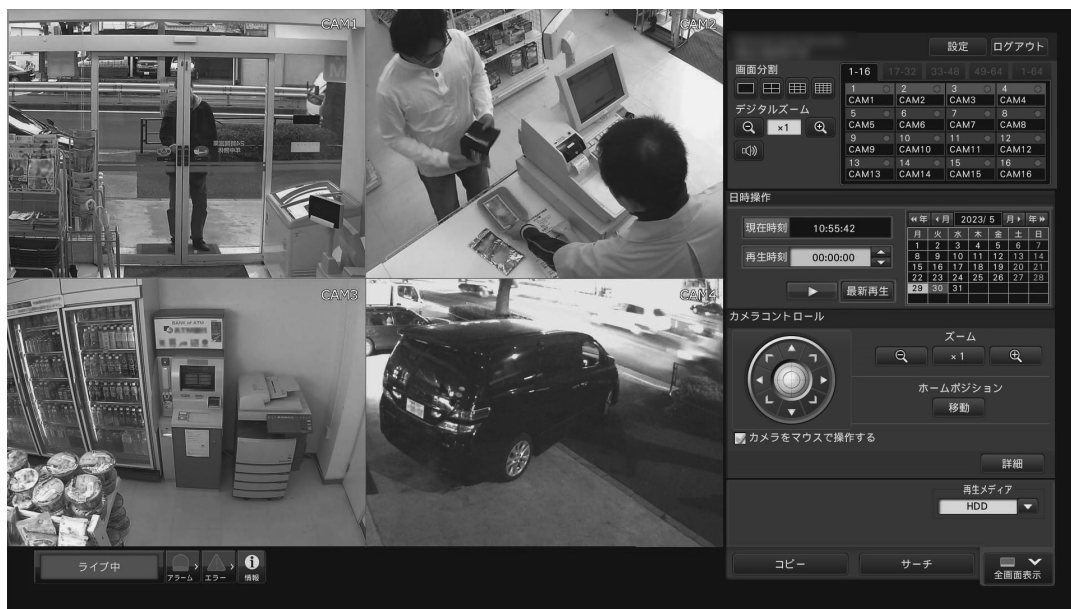 CAM1
CAM2
CAM3
CAM4
BANK of ATM
設定 ログアウト
画面分割
デジタルズーム
×1
1-16 17-32 33-48 49-64 1-64
1 2 3 4
CAM1 CAM2 CAM3 CAM4
5 6 7 8
CAM5 CAM6 CAM7 CAM8
9 10 11 12
CAM9 CAM10 CAM11 CAM12
13 14 15 16
CAM13 CAM14 CAM15 CAM16
日時操作
現在時刻 10:55:42
再生時刻 00:00:00
最新再生
年 月 2023/ 5 月 年
月 火 水 木 金 土 日
1 2 3 4 5 6 7
8 9 10 11 12 13 14
15 16 17 18 19 20 21
22 23 24 25 26 27 28
29 30 31
カメラコントロール
ズーム
×1
ホームポジション
移動
カメラをマウスで操作する
詳細
再生メディア
HDD
コピー サーチ
全画面表示
ライブ中
アラーム エラー 情報